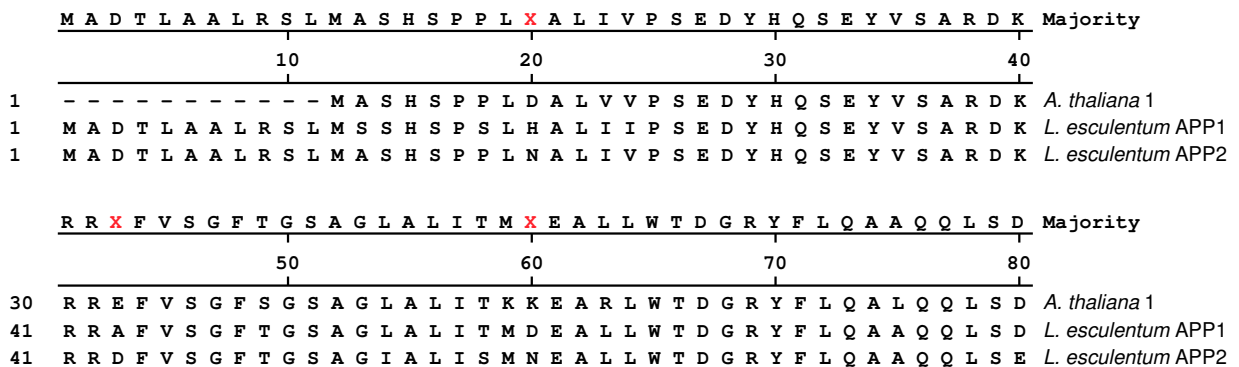 M A D T L A A L R S L M A S H S P P L X A L I V P S E D Y H Q S E Y V S A R D K Majority
10 20 30 40
1 - - - - - - - - - - - M A S H S P P L D A L V V P S E D Y H Q S E Y V S A R D K A. thaliana 1
1 M A D T L A A L R S L M S S H S P S L H A L I I P S E D Y H Q S E Y V S A R D K L. esculentum APP1
1 M A D T L A A L R S L M A S H S P P L N A L I V P S E D Y H Q S E Y V S A R D K L. esculentum APP2
R R X F V S G F T G S A G L A L I T M X E A L L W T D G R Y F L Q A A Q Q L S D Majority
50 60 70 80
30 R R E F V S G F S G S A G L A L I T K K E A R L W T D G R Y F L Q A L Q Q L S D A. thaliana 1
41 R R A F V S G F T G S A G L A L I T M D E A L L W T D G R Y F L Q A A Q Q L S D L. esculentum APP1
41 R R D F V S G F T G S A G I A L I S M N E A L L W T D G R Y F L Q A A Q Q L S E L. esculentum APP2